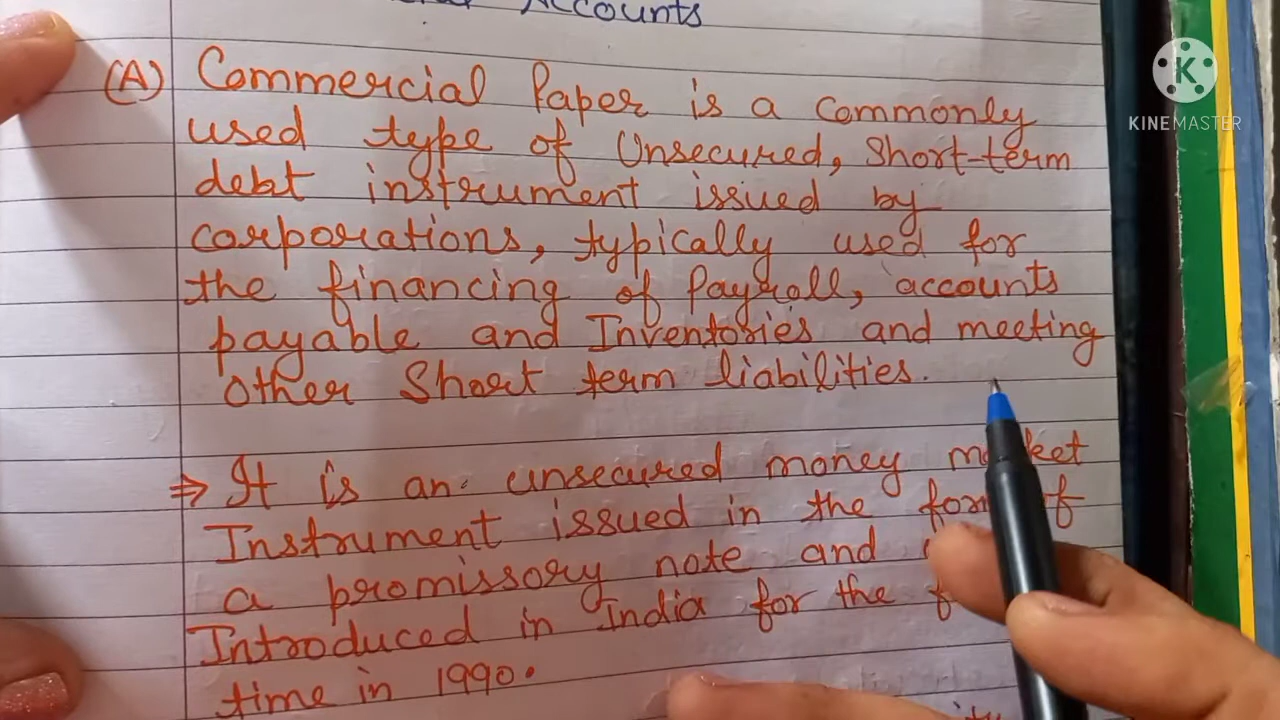 Accounts
(A) Commercial Paper is a commonly
used type of Unsecured, Short-term
debt instrument issued by
corporations, typically used for
the financing of Payroll, accounts
payable and Inventories and meeting
Other Short term liabilities.
⇒ It is an unsecured money market
Instrument issued in the form of
a promissory note and
Introduced in India for the
time in 1990.
K
KINEMASTER